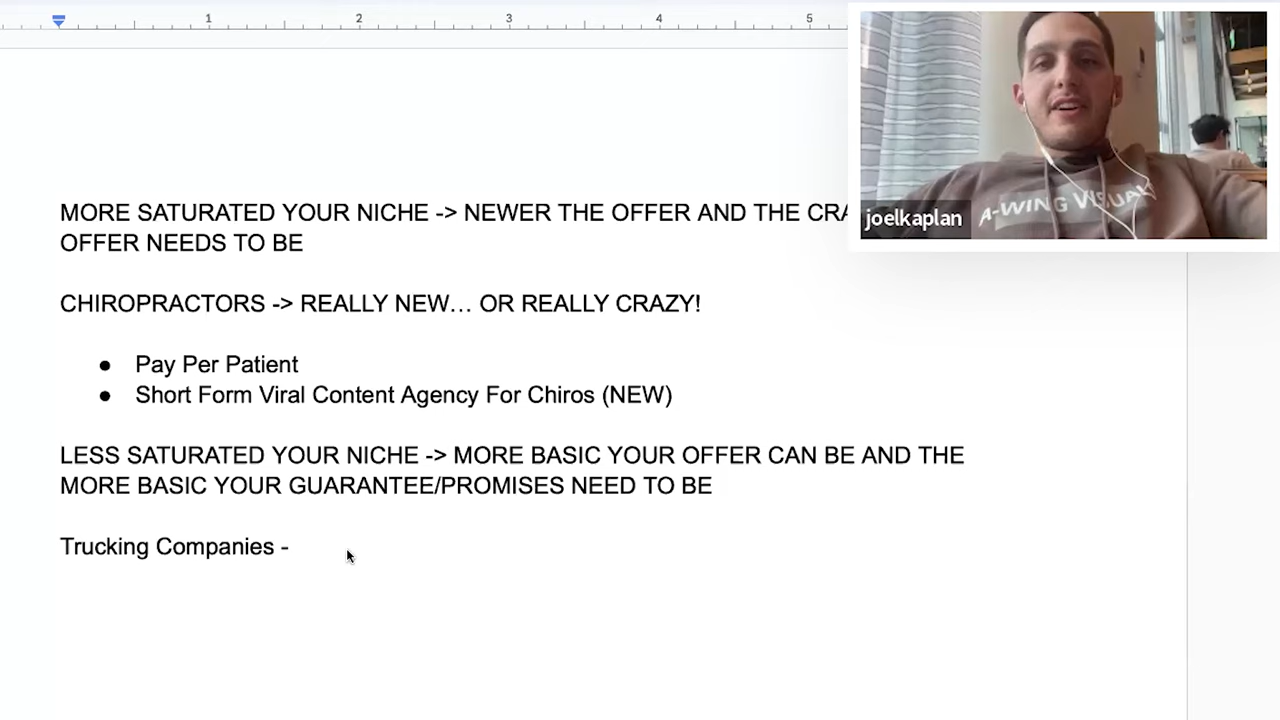 1 2 3 4 5
MORE SATURATED YOUR NICHE -> NEWER THE OFFER AND THE
OFFER NEEDS TO BE
CHIROPRACTORS -> REALLY NEW… OR REALLY CRAZY!
● Pay Per Patient
● Short Form Viral Content Agency For Chiros (NEW)
LESS SATURATED YOUR NICHE -> MORE BASIC YOUR OFFER CAN BE AND THE
MORE BASIC YOUR GUARANTEE/PROMISES NEED TO BE
Trucking Companies -
A-WING VISUAL
joelkaplan